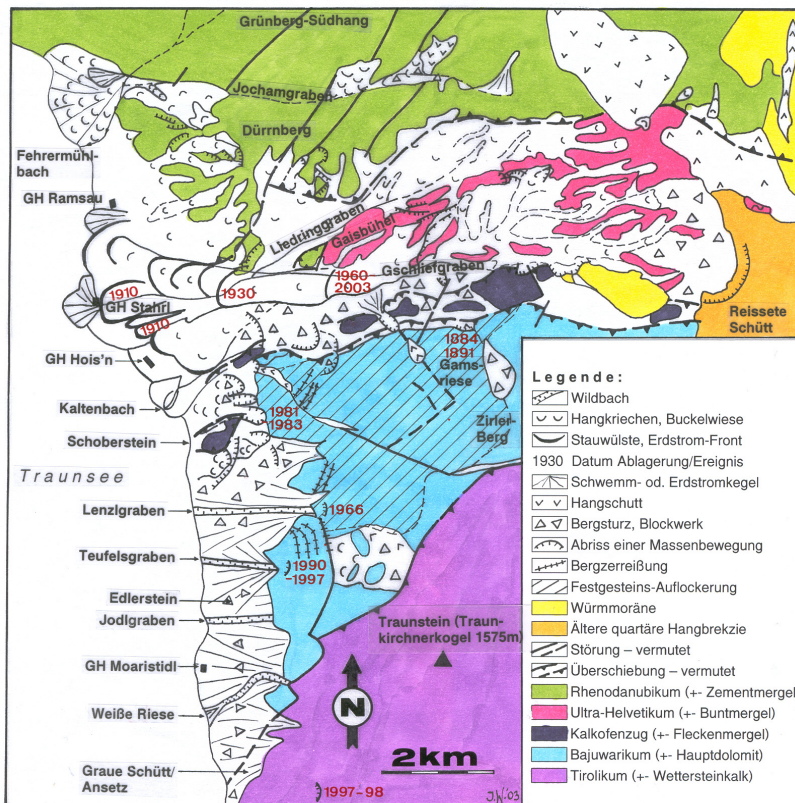 Grünberg-Südhang
Jochamgraben
Dürrnberg
Fehrermühl-
bach
GH Ramsau
Liedringgraben
Gaisbühel
Gschliefgraben
1960-
2003
1910
1930
GH Stahrl
1910
Reissete
Schütt
GH Hois'n
1884
1891
Gams-
riese
Kaltenbach
1981
-1983
Zirler-
Berg
Schoberstein
Traunsee
Lenzlgraben
1966
Teufelsgraben
1990
-1997
Edlerstein
Jodlgraben
Traunstein (Traun-
kirchnerkogel 1575m)
GH Moaristidl
N
Weiße Riese
2km
Graue Schütt/
Ansetz
1997-98
J.W.'03
Legende:
Wildbach
Hangkriechen, Buckelwiese
Stauwülste, Erdstrom-Front
1930 Datum Ablagerung/Ereignis
Schwemm- od. Erdstromkegel
Hangschutt
Bergsturz, Blockwerk
Abriss einer Massenbewegung
Bergzerreißung
Festgesteins-Auflockerung
Würmmoräne
Ältere quartäre Hangbrekzie
Störung – vermutet
Überschiebung – vermutet
Rhenodanubikum (+- Zementmergel
Ultra-Helvetikum (+- Buntmergel)
Kalkofenzug (+- Fleckenmergel)
Bajuwarikum (+- Hauptdolomit)
Tirolikum (+- Wettersteinkalk)